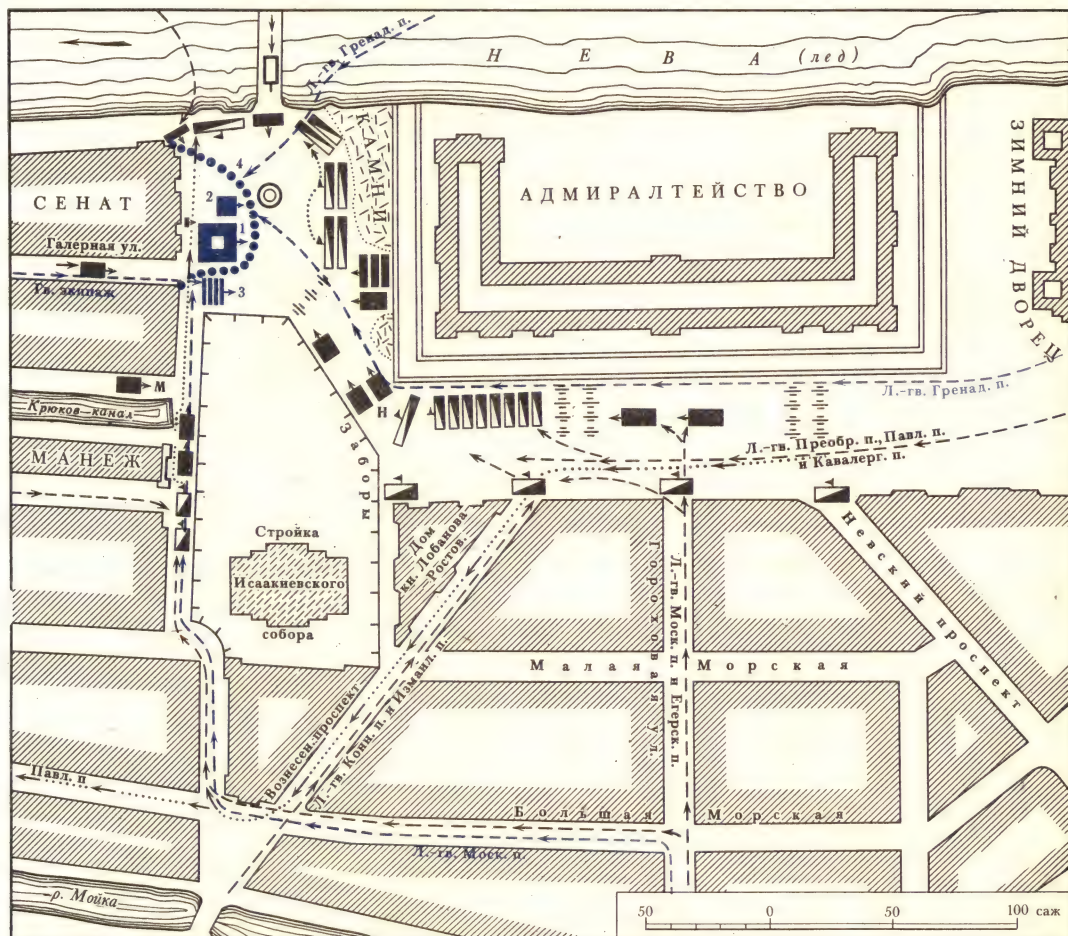 Л.-гв. Гренад. п.
НЕВА (лед)
КАМНИ
СЕНАТ
АДМИРАЛТЕЙСТВО
ЗИМНИЙ ДВОРЕЦ
4
2
1
Галерная ул.
Гв. экипаж
3
М
Крюков-канал
Н
Л.-гв. Гренад. п.
МАНЕЖ
Заборы
Л.-гв. Преобр. п., Павл. п.
и Кавалерг. п.
Стройка
Исаакиевского
собора
Дом
кн. Лобанова
-Ростов.
Гороховая ул.
Л.-гв. Моск. п. и Егерск. п.
Невский проспект
Малая Морская
Вознесен. проспект
Л.-гв. Конн. п. и Измайл. п.
Павл. п
Большая Морская
Л.-гв. Моск. п.
р. Мойка
50 0 50 100 саж